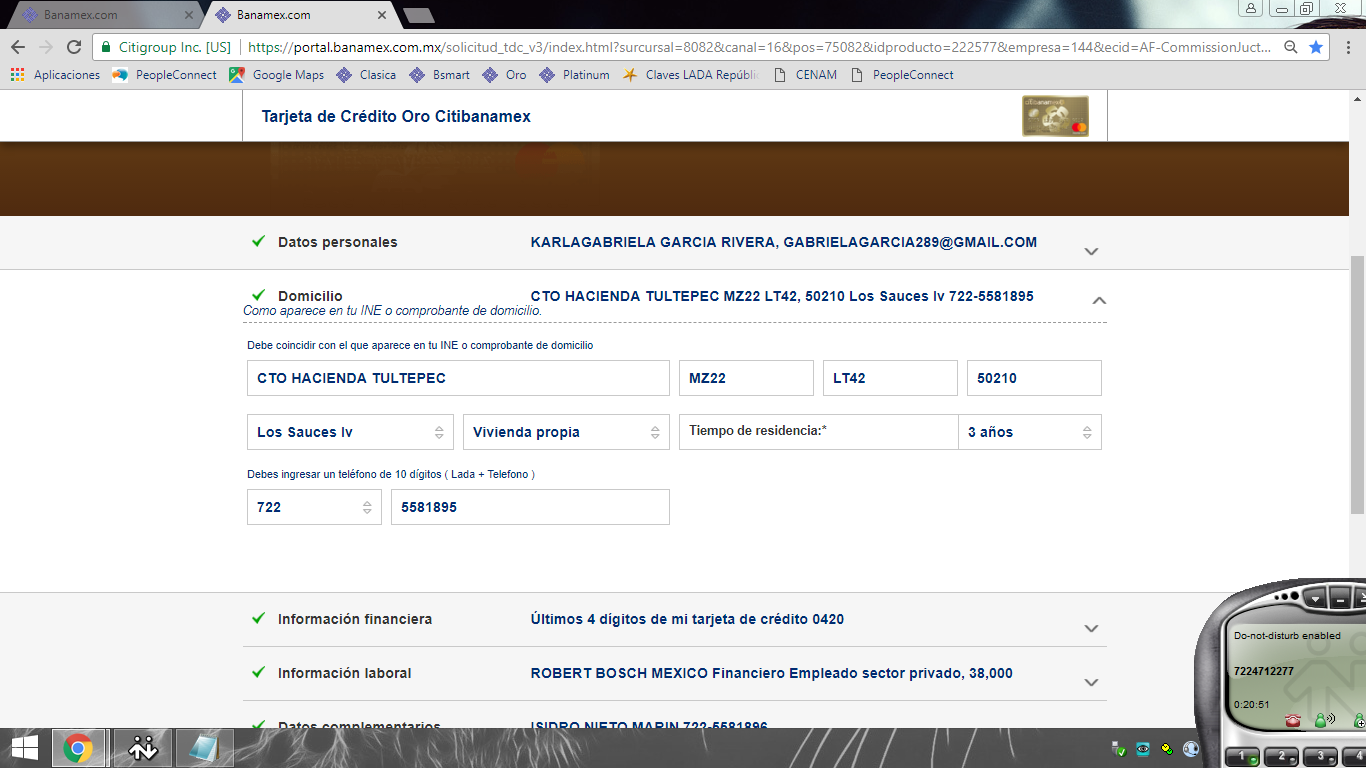 Banamex.com
Banamex.com
Citigroup Inc. [US] https://portal.banamex.com.mx/solicitud_tdc_v3/index.html?surcursal=8082&canal=16&pos=75082&idproducto=222577&empresa=144&ecid=AF-CommissionJuct...
Aplicaciones PeopleConnect Google Maps Clasica Bsmart Oro Platinum Claves LADA Repúbli CENAM PeopleConnect
Tarjeta de Crédito Oro Citibanamex
Datos personales KARLAGABRIELA GARCIA RIVERA, GABRIELAGARCIA289@GMAIL.COM
Domicilio CTO HACIENDA TULTEPEC MZ22 LT42, 50210 Los Sauces Iv 722-5581895
Como aparece en tu INE o comprobante de domicilio.
Debe coincidir con el que aparece en tu INE o comprobante de domicilio
CTO HACIENDA TULTEPEC MZ22 LT42 50210
Los Sauces Iv Vivienda propia Tiempo de residencia:* 3 años
Debes ingresar un teléfono de 10 dígitos ( Lada + Telefono )
722 5581895
Información financiera Últimos 4 dígitos de mi tarjeta de crédito 0420
Do-not-disturb enabled
7224712277
0:20:51
Información laboral ROBERT BOSCH MEXICO Financiero Empleado sector privado, 38,000
Datos complementarios ISIDRO NIETO MARIN 722-5581896
1 2 3 4